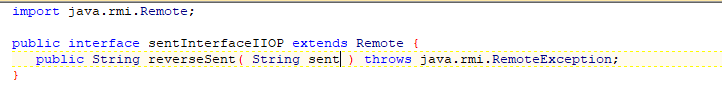 import java.rmi.Remote;
public interface sentInterfaceIIOP extends Remote {
public String reverseSent( String sent ) throws java.rmi.RemoteException;
}